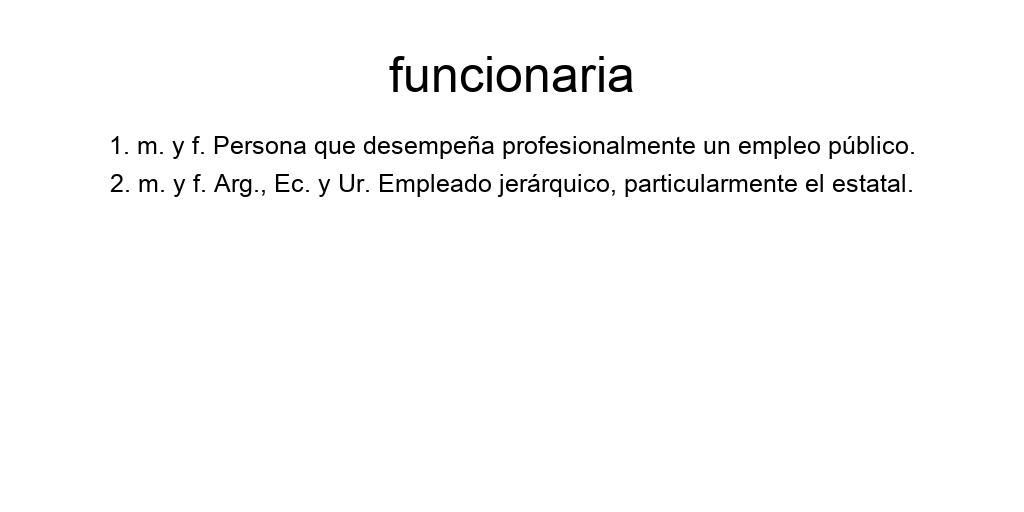 funcionaria
1. m. y f. Persona que desempeña profesionalmente un empleo público.
2. m. y f. Arg., Ec. y Ur. Empleado jerárquico, particularmente el estatal.